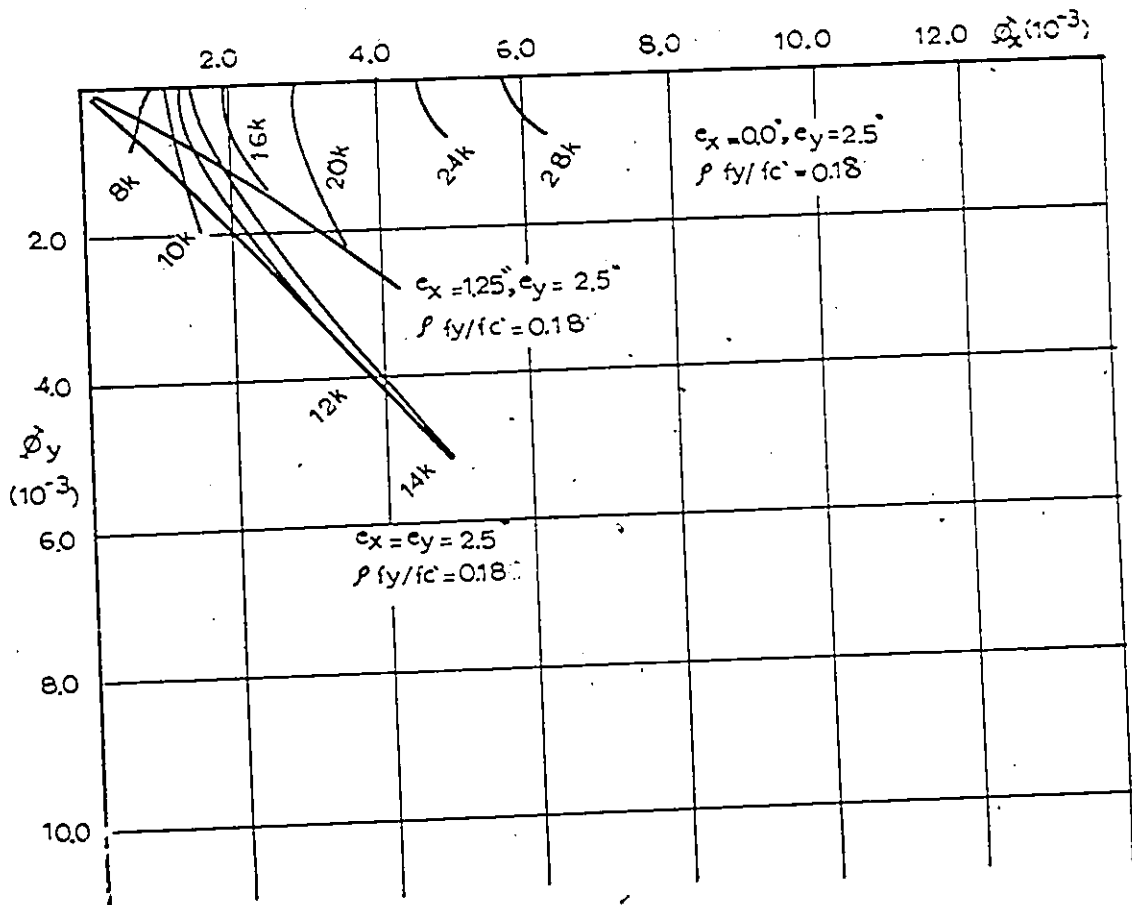 2.0 4.0 6.0 8.0 10.0 12.0 Φx(10⁻³)
eₓ=0.0", e_y=2.5"
ρ fy/fc'=0.18
8k
10k
16k
20k
24k
28k
2.0
eₓ=1.25", e_y=2.5"
ρ fy/fc'=0.18
4.0
12k
Φy
(10⁻³)
14k
6.0
eₓ=e_y=2.5
ρ fy/fc'=0.18
8.0
10.0